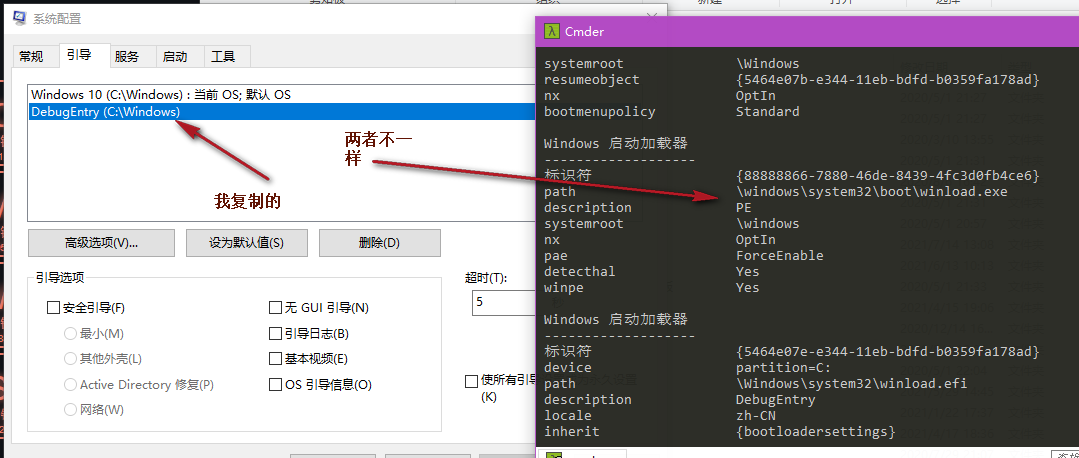 系统配置
常规
引导
服务
启动
工具
Windows 10 (C:\Windows) : 当前 OS; 默认 OS
DebugEntry (C:\Windows)
两者不一
样
我复制的
高级选项(V)...
设为默认值(S)
删除(D)
引导选项
安全引导(F)
最小(M)
其他外壳(L)
Active Directory 修复(P)
网络(W)
无 GUI 引导(N)
引导日志(B)
基本视频(E)
OS 引导信息(O)
超时(T):
5
使所有引导
(K)
Cmder
systemroot \Windows
resumeobject {5464e07b-e344-11eb-bdfd-b0359fa178ad}
nx OptIn
bootmenupolicy Standard
Windows 启动加载器
-------------------
标识符 {88888866-7880-46de-8439-4fc3d0fb4ce6}
path \windows\system32\boot\winload.exe
description PE
systemroot \windows
nx OptIn
pae ForceEnable
detecthal Yes
winpe Yes
Windows 启动加载器
-------------------
标识符 {5464e07e-e344-11eb-bdfd-b0359fa178ad}
device partition=C:
path \Windows\system32\winload.efi
description DebugEntry
locale zh-CN
inherit {bootloadersettings}